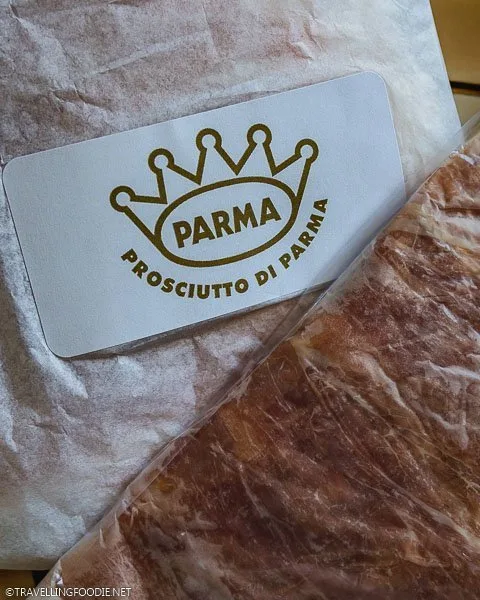 PARMA
PROSCIUTTO DI PARMA
©TRAVELLINGFOODIE.NET